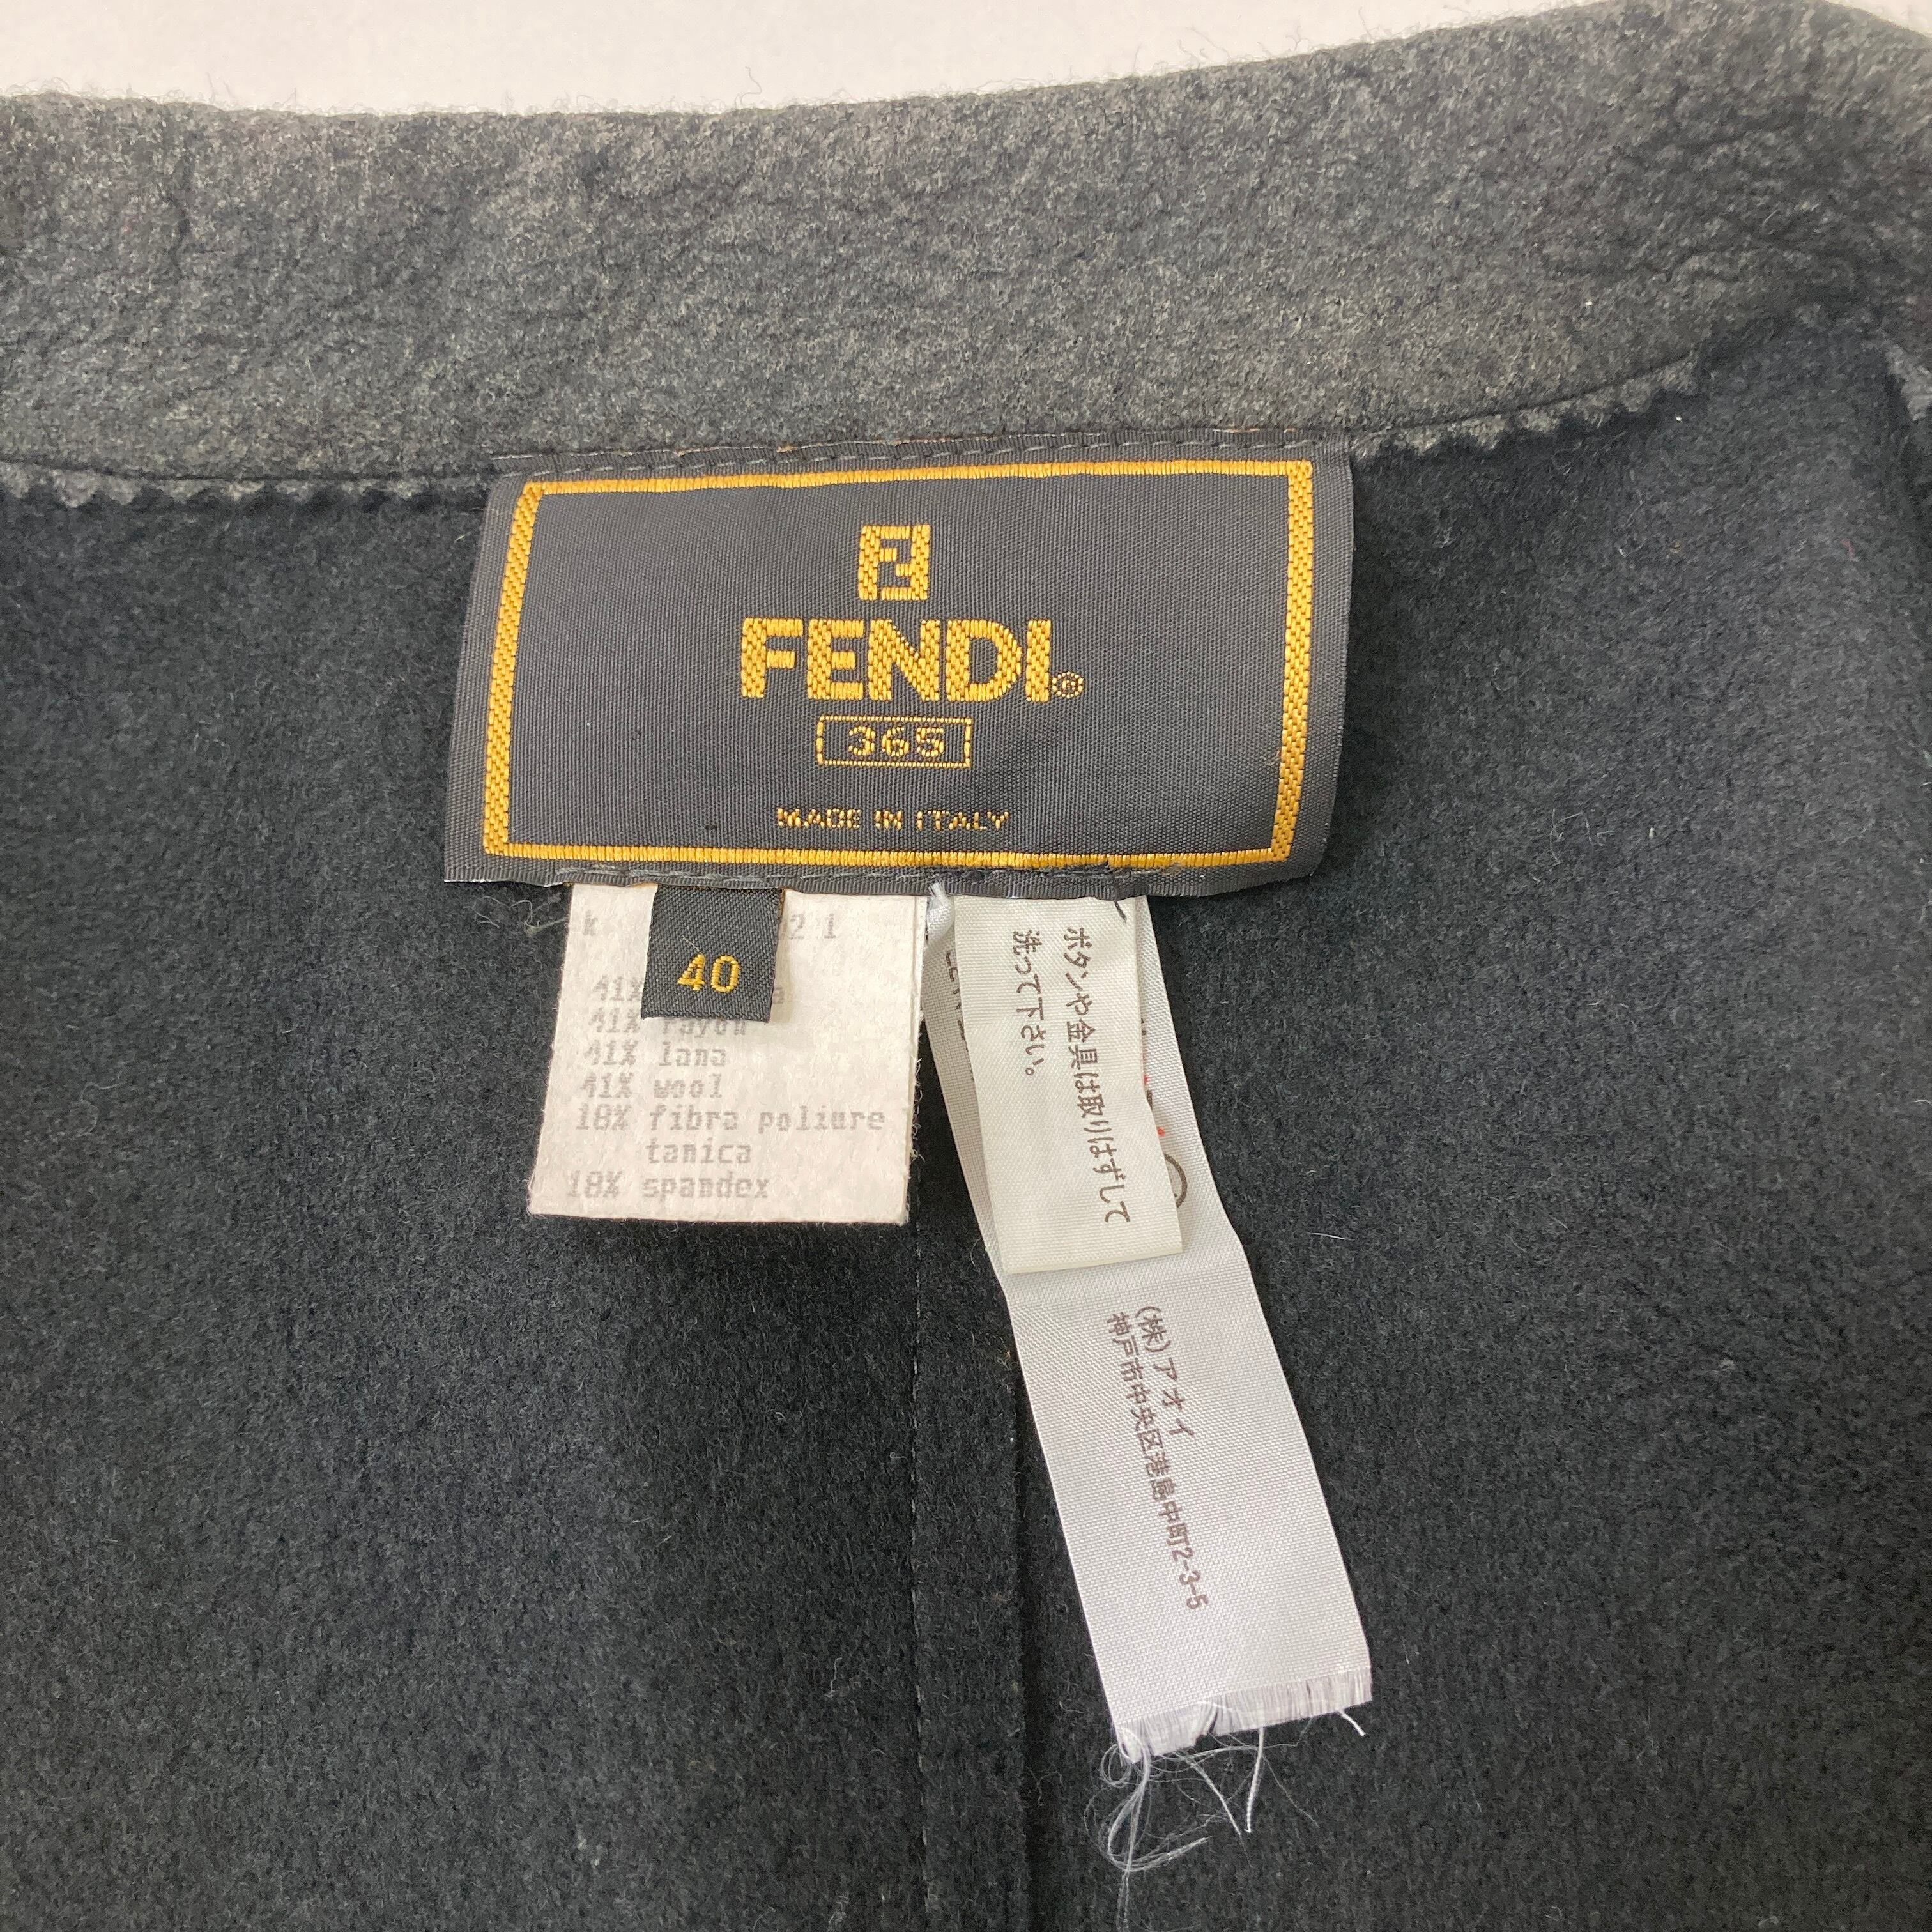 FENDI®
365
MADE IN ITALY
40
21
41%
41% rayon
41% lana
41% wool
18% fibra poliure
tanica
18% spandex
ボタンや金具は取りはずして
洗って下さい。
(株)アオイ
神戸市中央区港島中町2-3-5